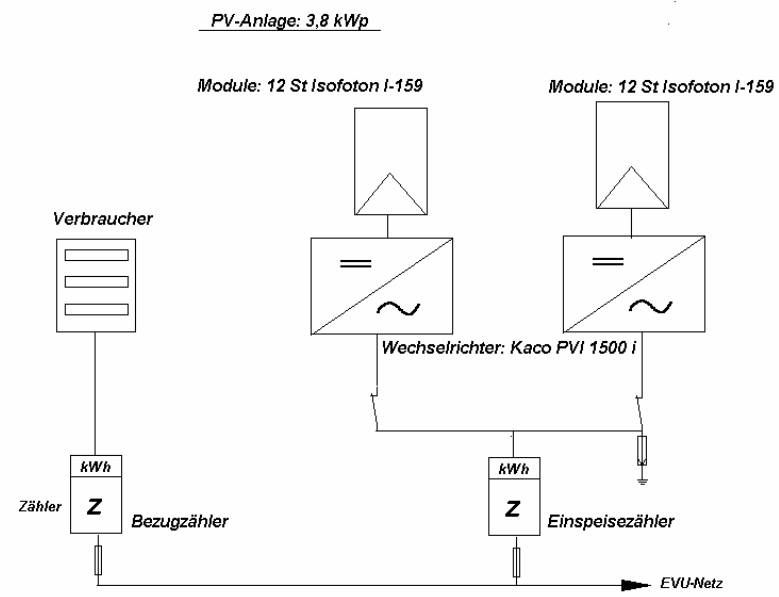 PV-Anlage: 3,8 kWp
Module: 12 St Isofoton I-159
Module: 12 St Isofoton I-159
Verbraucher
Wechselrichter: Kaco PVI 1500 i
kWh
Z
Zähler
Bezugzähler
kWh
Z
Einspeisezähler
EVU-Netz